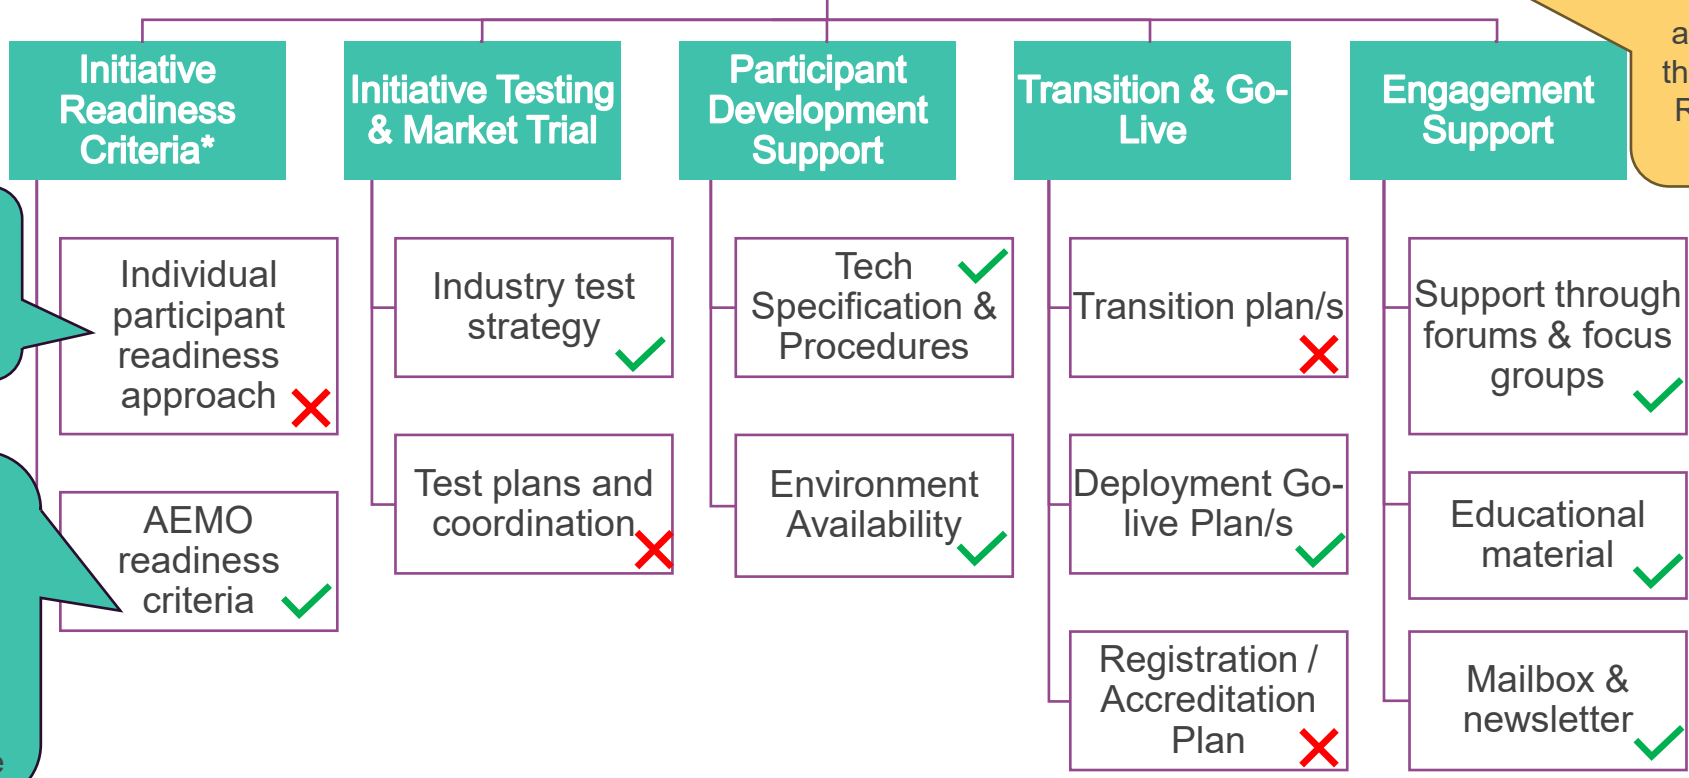 Initiative
Readiness
Criteria*
Initiative Testing
& Market Trial
Participant
Development
Support
Transition & Go-
Live
Engagement
Support
Individual
participant
readiness
approach
AEMO
readiness
criteria
Industry test
strategy
Test plans and
coordination
Tech
Specification &
Procedures
Environment
Availability
Transition plan/s
Deployment Go-
live Plan/s
Registration /
Accreditation
Plan
Support through
forums & focus
groups
Educational
material
Mailbox &
newsletter